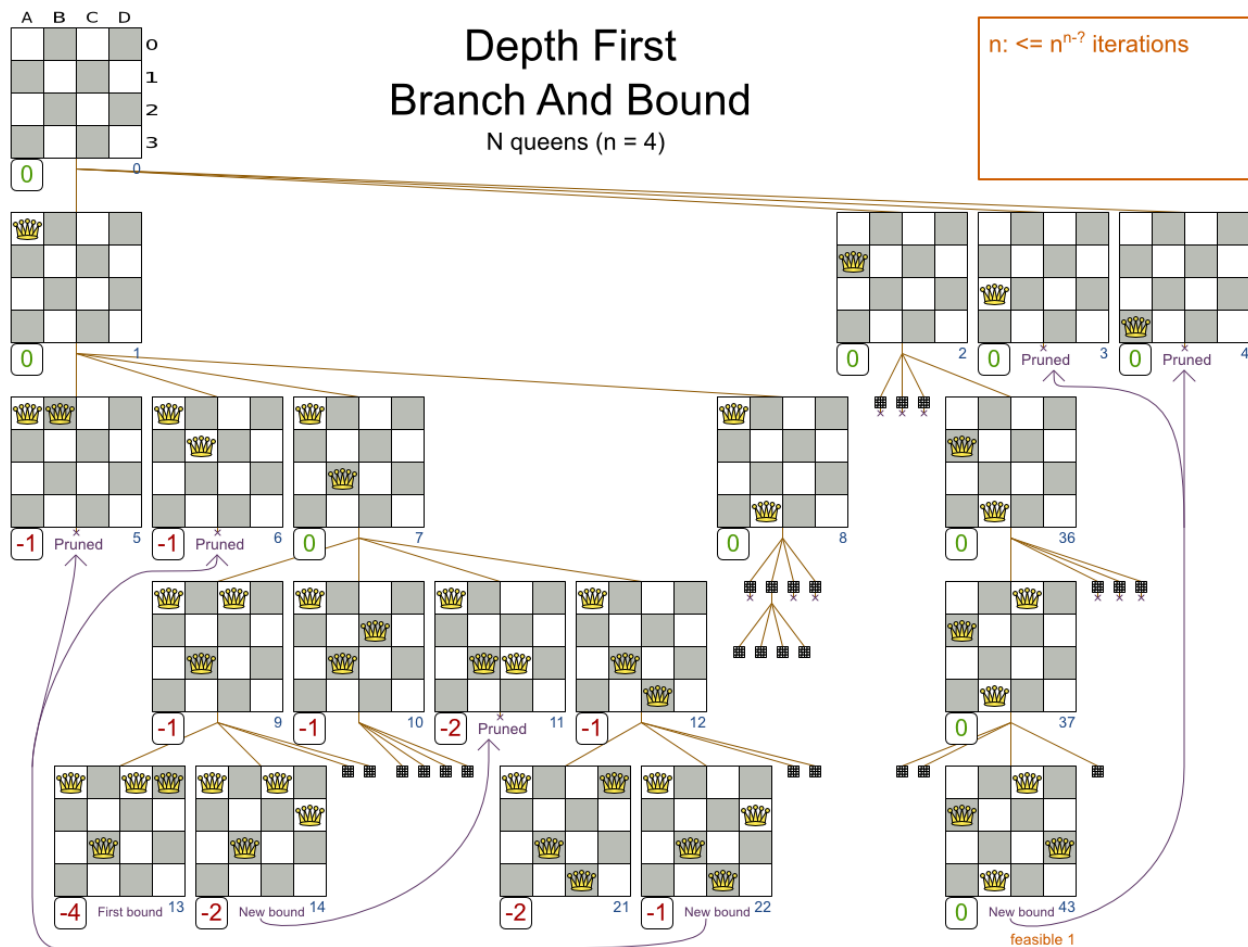 A B C D
Depth First
Branch And Bound
N queens (n = 4)
n: <= n^{n-?} iterations
0
1
2
3
0 0
0 1
0 2
0 Pruned 3
0 Pruned 4
-1 Pruned 5
-1 Pruned 6
0 7
0 8
0 36
-1 9
-1 10
-2 Pruned 11
-1 12
0 37
-4 First bound 13
-2 New bound 14
-2 21
-1 New bound 22
0 New bound 43
feasible 1